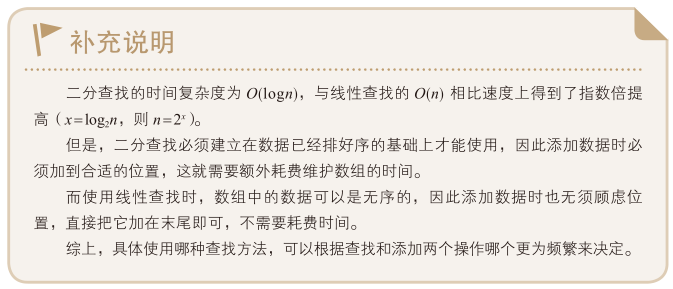 补充说明
二分查找的时间复杂度为 O(logn)，与线性查找的 O(n) 相比速度上得到了指数倍提
高（x=log₂n，则 n=2ˣ）。
但是，二分查找必须建立在数据已经排好序的基础上才能使用，因此添加数据时必
须加到合适的位置，这就需要额外耗费维护数组的时间。
而使用线性查找时，数组中的数据可以是无序的，因此添加数据时也无须顾虑位
置，直接把它加在末尾即可，不需要耗费时间。
综上，具体使用哪种查找方法，可以根据查找和添加两个操作哪个更为频繁来决定。